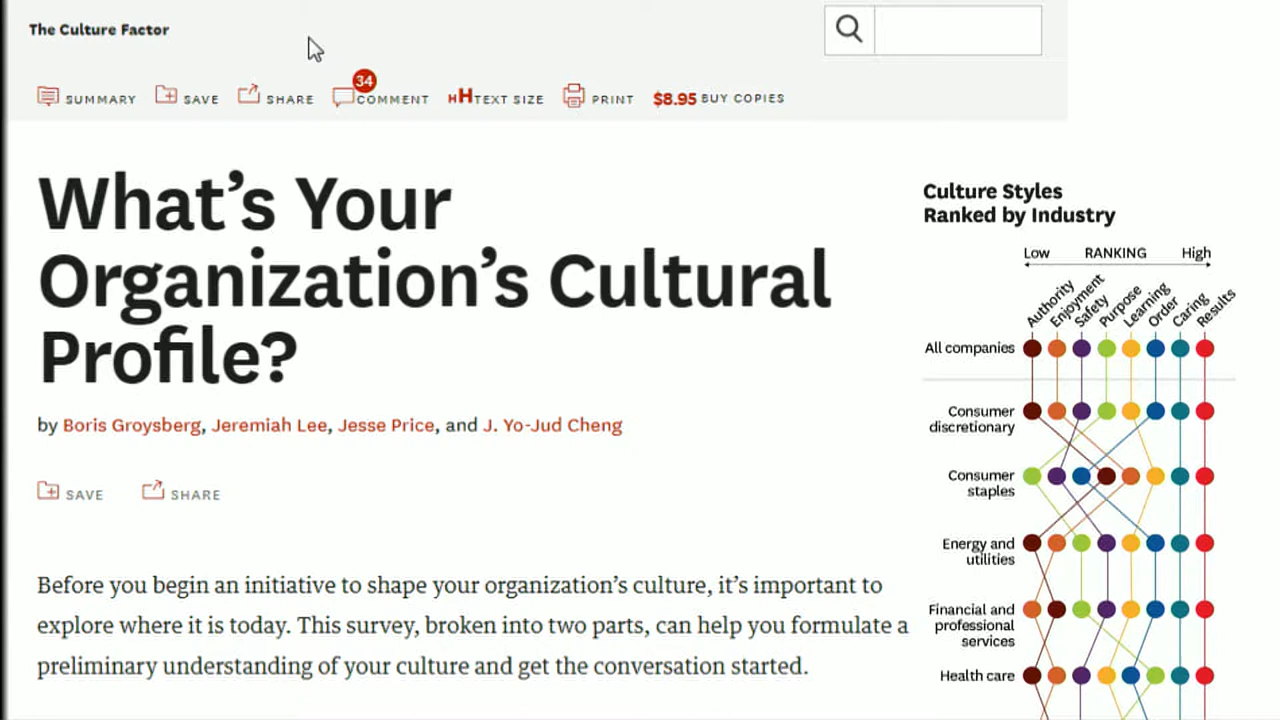 The Culture Factor
SUMMARY SAVE SHARE 34 COMMENT HH TEXT SIZE PRINT $8.95 BUY COPIES
What's Your
Organization's Cultural
Profile?
by Boris Groysberg, Jeremiah Lee, Jesse Price, and J. Yo-Jud Cheng
SAVE SHARE
Before you begin an initiative to shape your organization's culture, it's important to
explore where it is today. This survey, broken into two parts, can help you formulate a
preliminary understanding of your culture and get the conversation started.
Culture Styles
Ranked by Industry
Low RANKING High
Authority Enjoyment Safety Purpose Learning Order Caring Results
All companies
Consumer
discretionary
Consumer
staples
Energy and
utilities
Financial and
professional
services
Health care